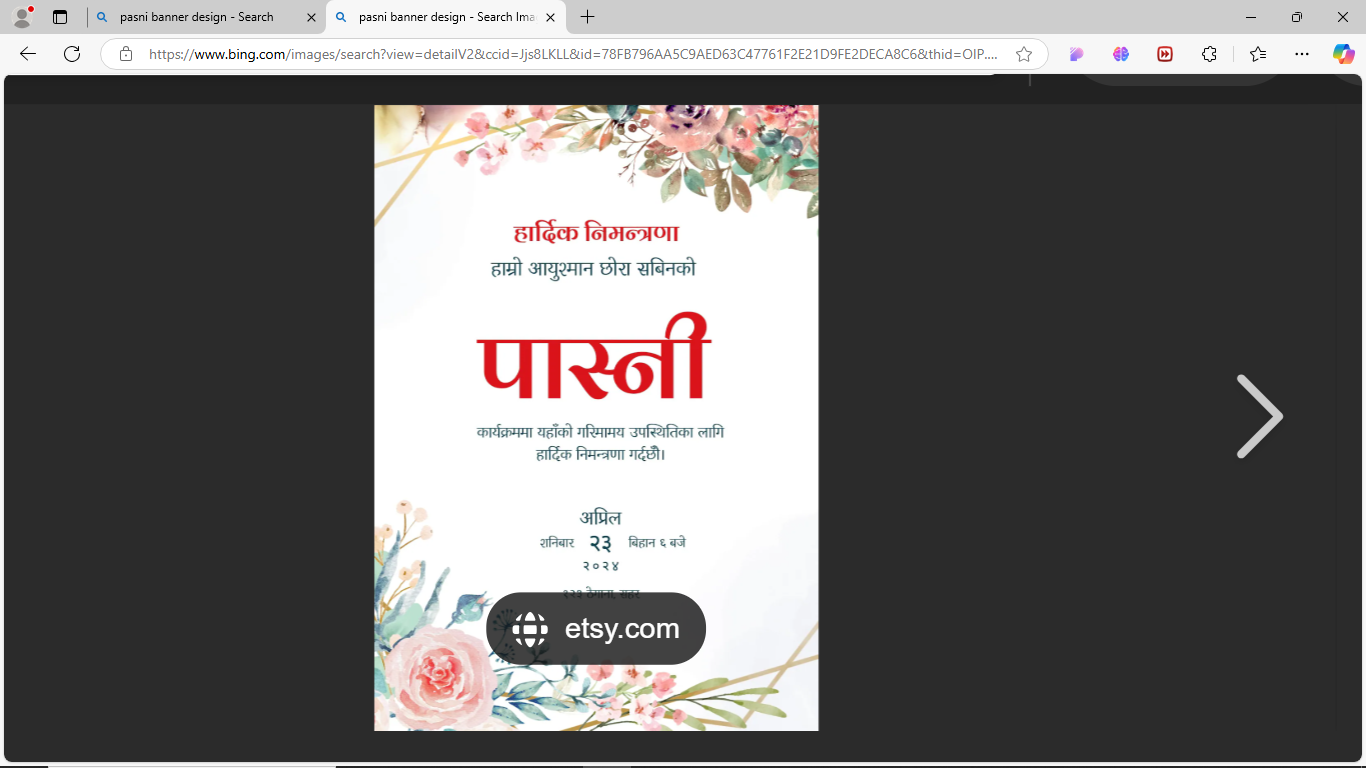 pasni banner design - Search
pasni banner design - Search Ima
https://www.bing.com/images/search?view=detailV2&ccid=Jjs8LKLL&id=78FB796AA5C9AED63C47761F2E21D9FE2DECA8C6&thid=OIP....
हार्दिक निमन्त्रणा
हाम्रो आयुश्मान छोरा सबिनको
पास्नी
कार्यक्रममा यहाँको गरिमामय उपस्थितिका लागि
हार्दिक निमन्त्रणा गर्दछौं।
अप्रिल
शनिबार २३ बिहान ६ बजे
२०२४
१२३ ठेगाना, सहर
etsy.com